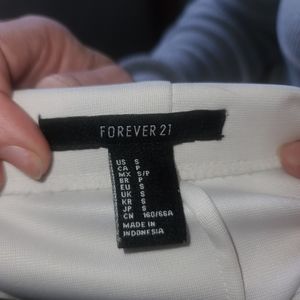 FOREVER 21
US S
CA P
MX S/P
BR P
EU S
UK S
KR S
JP S
CN 160/66A
MADE IN
INDONESIA